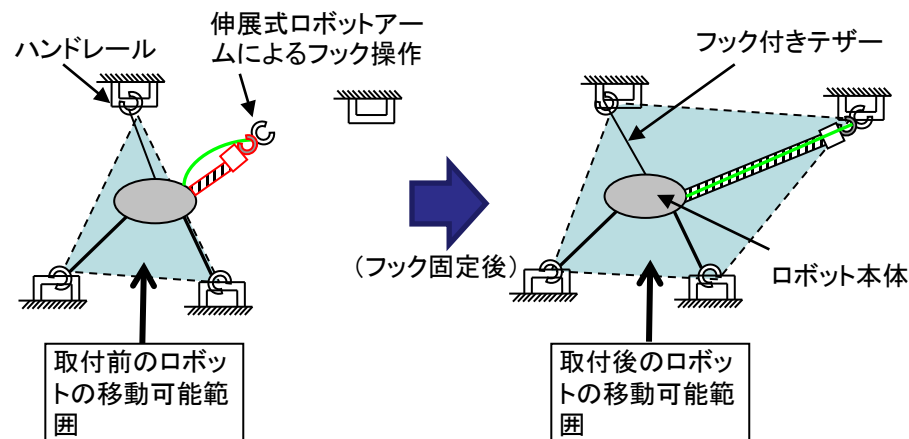 ハンドレール
伸展式ロボットアー
ムによるフック操作
フック付きテザー
(フック固定後)
ロボット本体
取付前のロボッ
トの移動可能範
囲
取付後のロボッ
トの移動可能範
囲